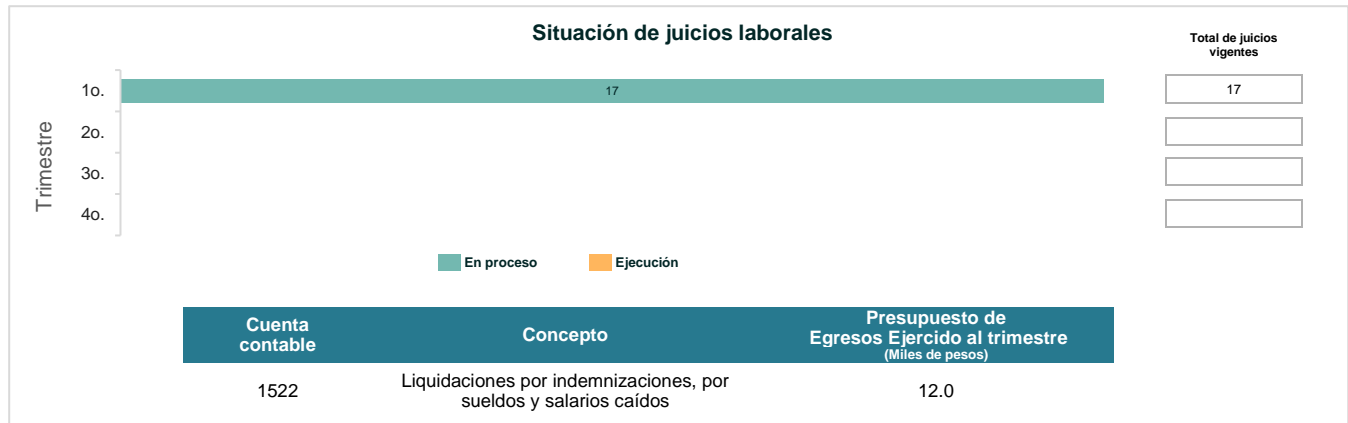 Situación de juicios laborales
Total de juicios
vigentes
Trimestre
1o.
17
17
2o.
3o.
4o.
En proceso
Ejecución
Cuenta
contable
Concepto
Presupuesto de
Egresos Ejercido al trimestre
(Miles de pesos)
1522
Liquidaciones por indemnizaciones, por
sueldos y salarios caídos
12.0